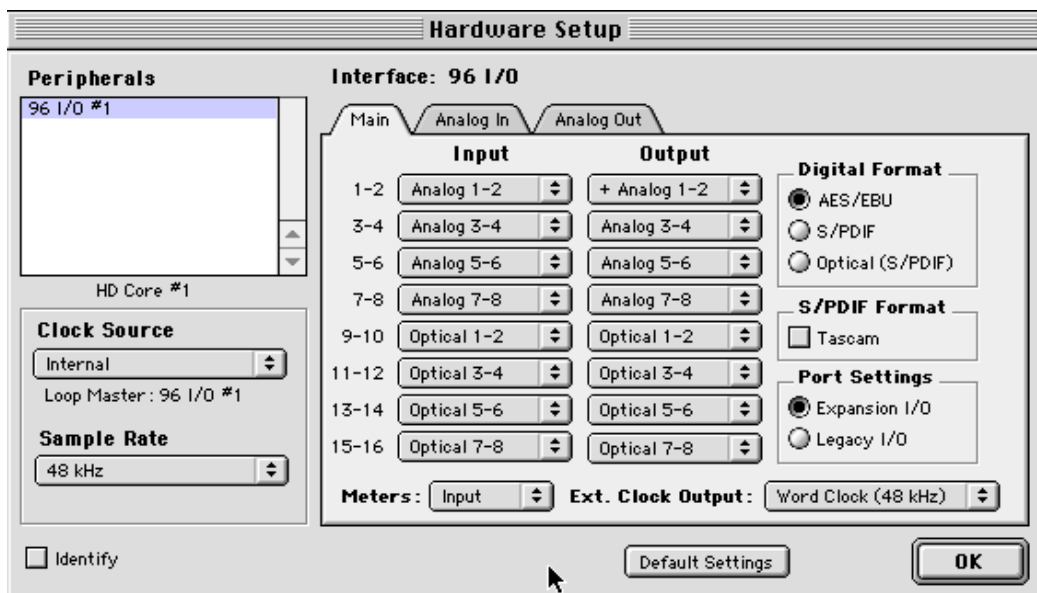 Hardware Setup
Peripherals
96 I/O #1
HD Core #1
Clock Source
Internal
Loop Master: 96 I/O #1
Sample Rate
48 kHz
Identify
Interface: 96 I/O
Main Analog In Analog Out
Input Output
1-2 Analog 1-2 + Analog 1-2
3-4 Analog 3-4 Analog 3-4
5-6 Analog 5-6 Analog 5-6
7-8 Analog 7-8 Analog 7-8
9-10 Optical 1-2 Optical 1-2
11-12 Optical 3-4 Optical 3-4
13-14 Optical 5-6 Optical 5-6
15-16 Optical 7-8 Optical 7-8
Digital Format
AES/EBU
S/PDIF
Optical (S/PDIF)
S/PDIF Format
Tascam
Port Settings
Expansion I/O
Legacy I/O
Meters: Input Ext. Clock Output: Word Clock (48 kHz)
Default Settings OK